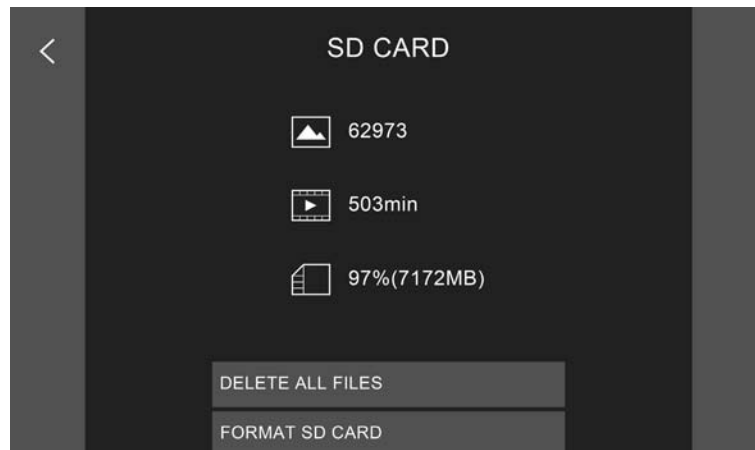 SD CARD
62973
503min
97%(7172MB)
DELETE ALL FILES
FORMAT SD CARD